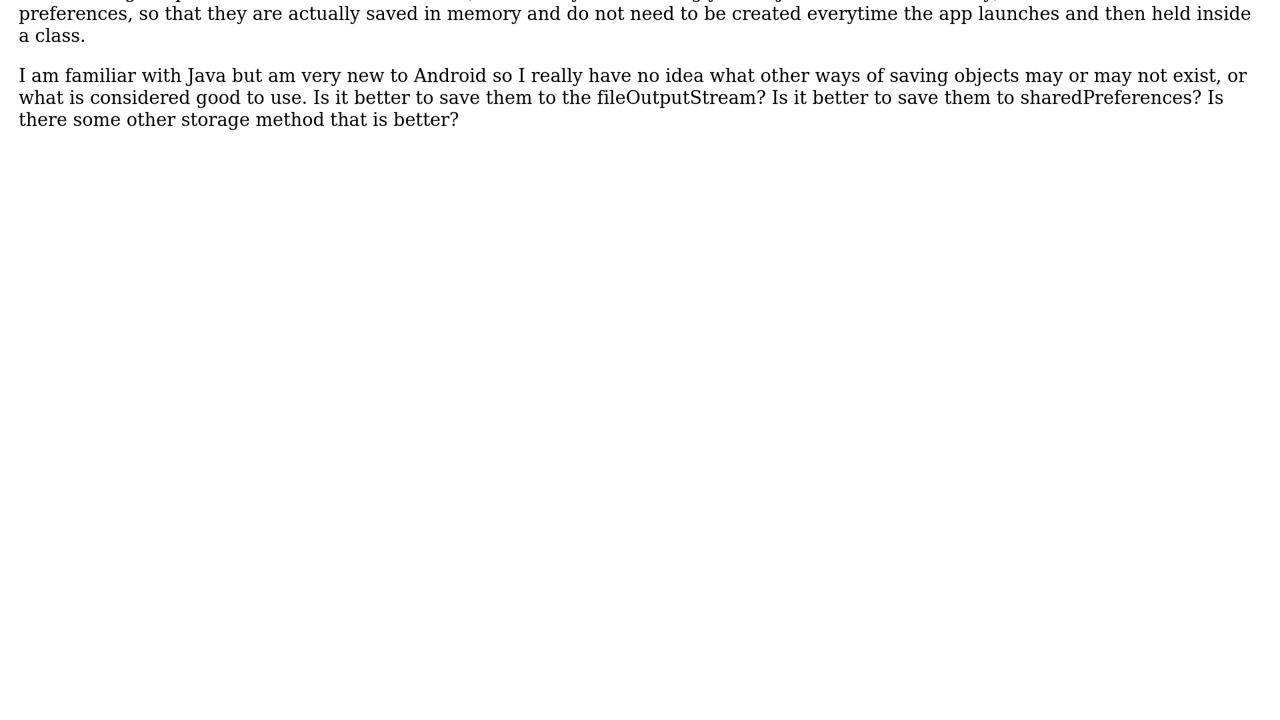 preferences, so that they are actually saved in memory and do not need to be created everytime the app launches and then held inside
a class.
I am familiar with Java but am very new to Android so I really have no idea what other ways of saving objects may or may not exist, or
what is considered good to use. Is it better to save them to the fileOutputStream? Is it better to save them to sharedPreferences? Is
there some other storage method that is better?